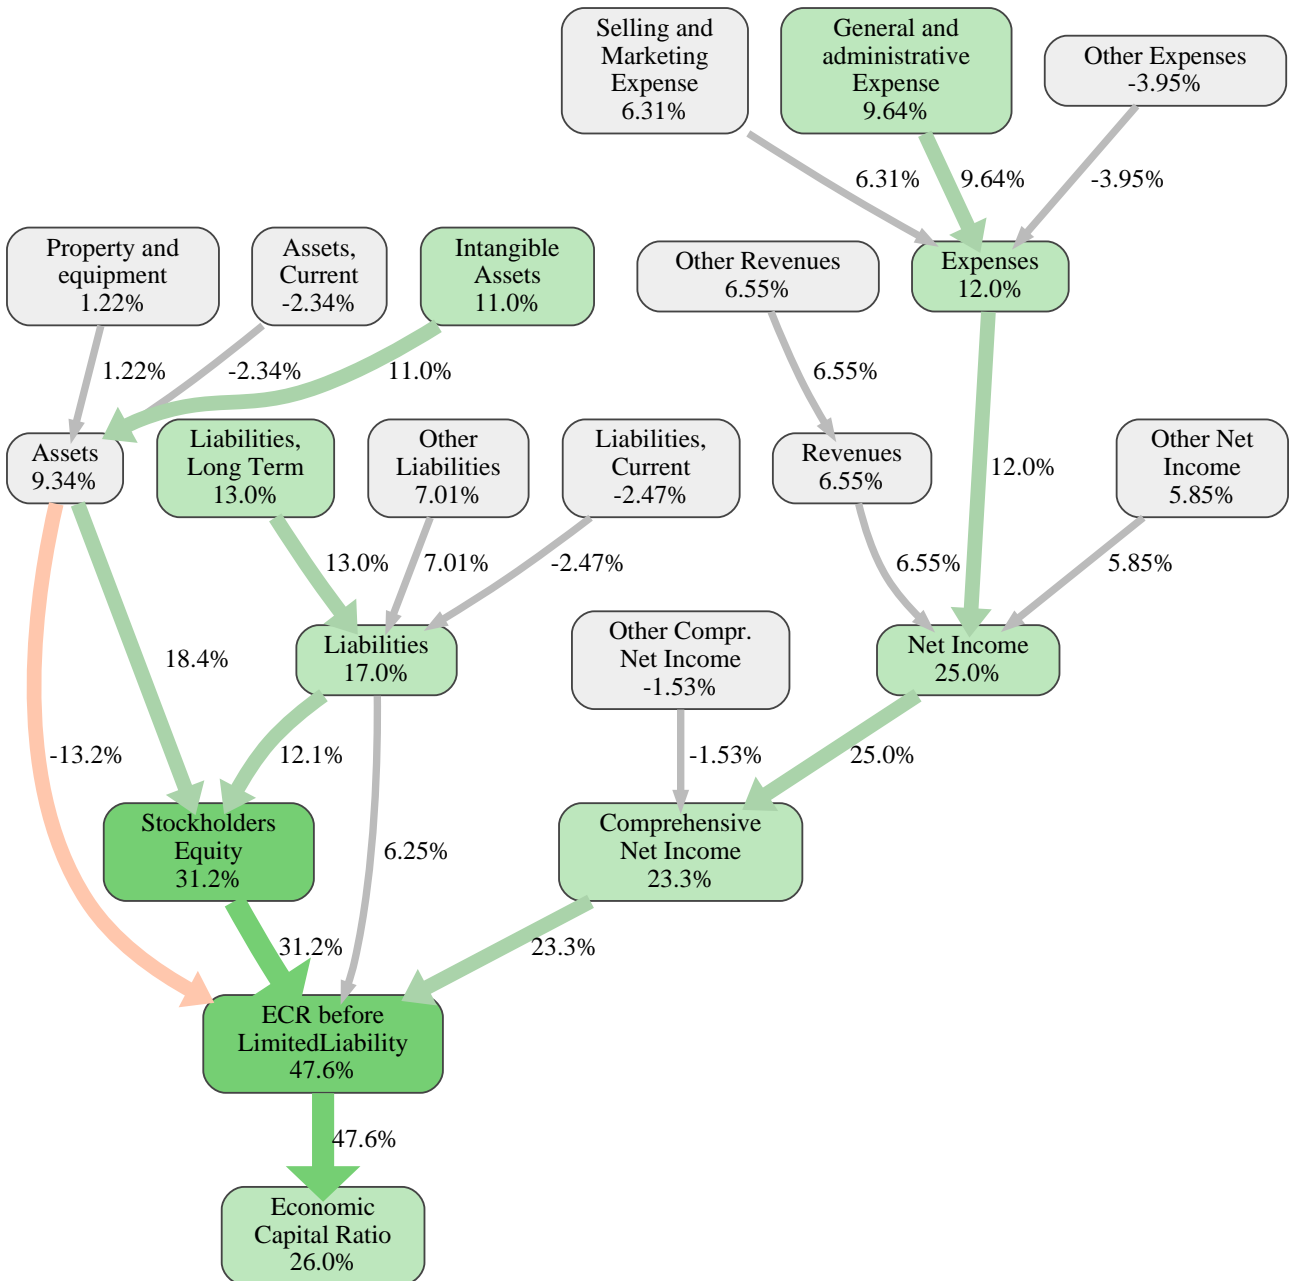 Selling and
Marketing
Expense
6.31%
General and
administrative
Expense
9.64%
Other Expenses
-3.95%
6.31%
9.64%
-3.95%
Property and
equipment
1.22%
Assets,
Current
-2.34%
Intangible
Assets
11.0%
Other Revenues
6.55%
Expenses
12.0%
1.22%
-2.34%
11.0%
6.55%
Assets
9.34%
Liabilities,
Long Term
13.0%
Other
Liabilities
7.01%
Liabilities,
Current
-2.47%
Revenues
6.55%
12.0%
Other Net
Income
5.85%
13.0%
7.01%
-2.47%
6.55%
5.85%
18.4%
Liabilities
17.0%
Other Compr.
Net Income
-1.53%
Net Income
25.0%
-13.2%
12.1%
-1.53%
25.0%
Stockholders
Equity
31.2%
6.25%
Comprehensive
Net Income
23.3%
31.2%
23.3%
ECR before
LimitedLiability
47.6%
47.6%
Economic
Capital Ratio
26.0%